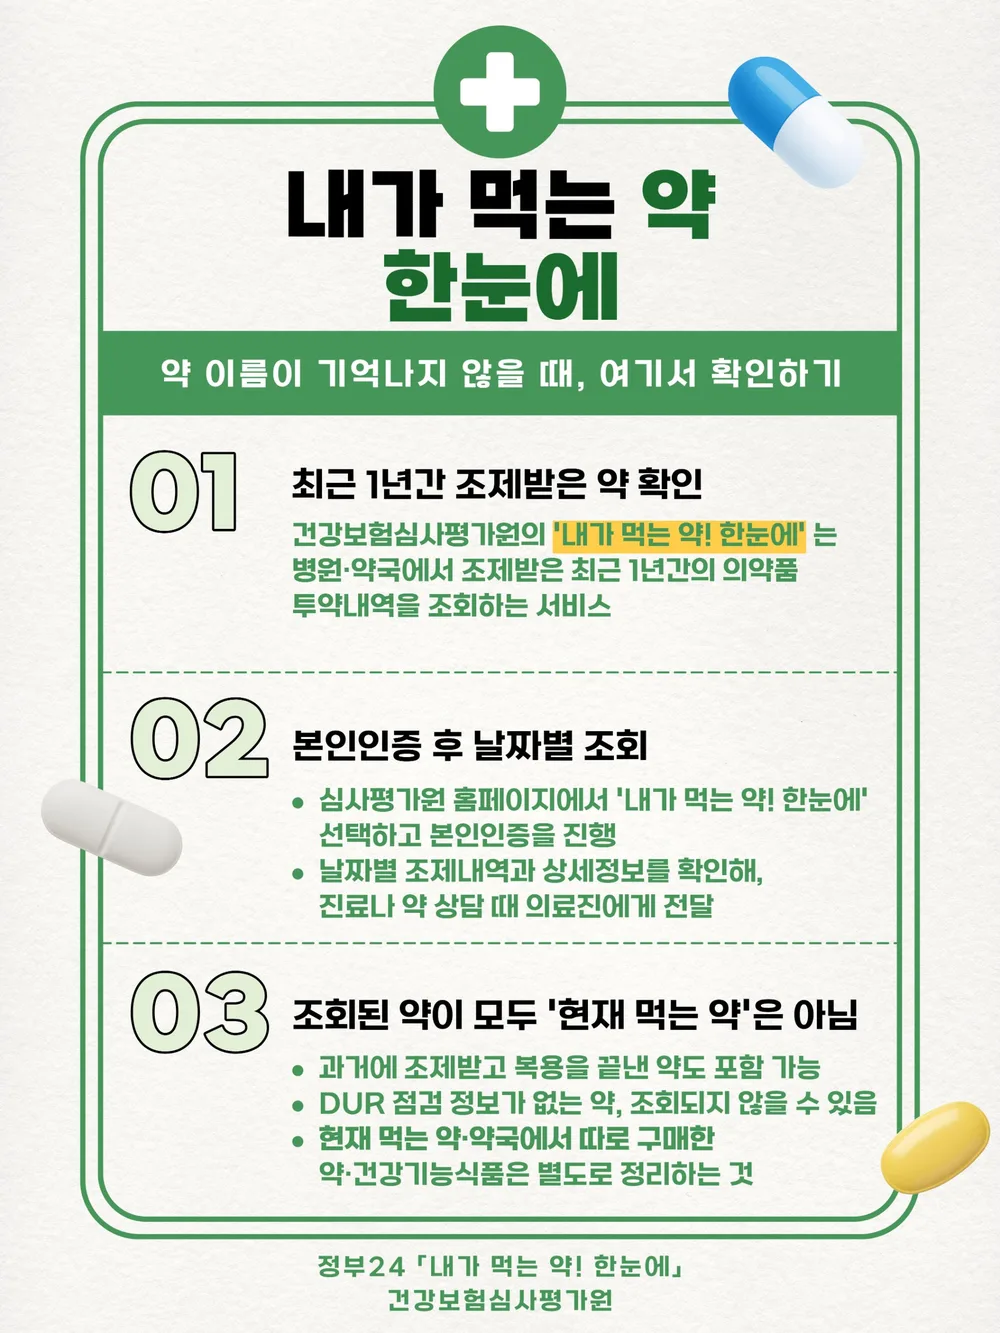 내가 먹는 약
한눈에
약 이름이 기억나지 않을 때, 여기서 확인하기
01
최근 1년간 조제받은 약 확인
건강보험심사평가원의 '내가 먹는 약! 한눈에' 는
병원·약국에서 조제받은 최근 1년간의 의약품
투약내역을 조회하는 서비스
02
본인인증 후 날짜별 조회
• 심사평가원 홈페이지에서 '내가 먹는 약! 한눈에'
선택하고 본인인증을 진행
• 날짜별 조제내역과 상세정보를 확인해,
진료나 약 상담 때 의료진에게 전달
03
조회된 약이 모두 '현재 먹는 약'은 아님
• 과거에 조제받고 복용을 끝낸 약도 포함 가능
• DUR 점검 정보가 없는 약, 조회되지 않을 수 있음
• 현재 먹는 약·약국에서 따로 구매한
약·건강기능식품은 별도로 정리하는 것
정부24 「내가 먹는 약! 한눈에」
건강보험심사평가원